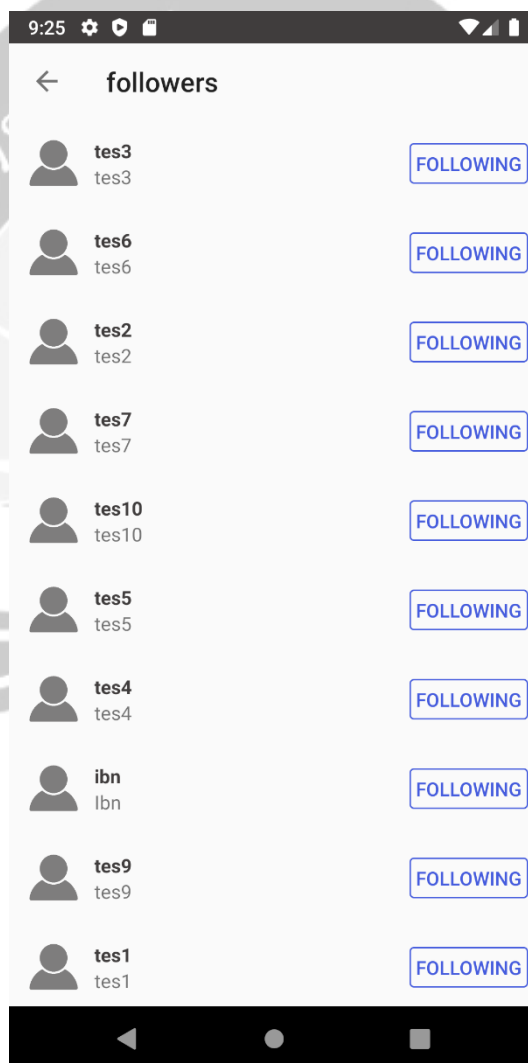 9:25
followers
tes3
tes3
FOLLOWING
tes6
tes6
FOLLOWING
tes2
tes2
FOLLOWING
tes7
tes7
FOLLOWING
tes10
tes10
FOLLOWING
tes5
tes5
FOLLOWING
tes4
tes4
FOLLOWING
ibn
Ibn
FOLLOWING
tes9
tes9
FOLLOWING
tes1
tes1
FOLLOWING